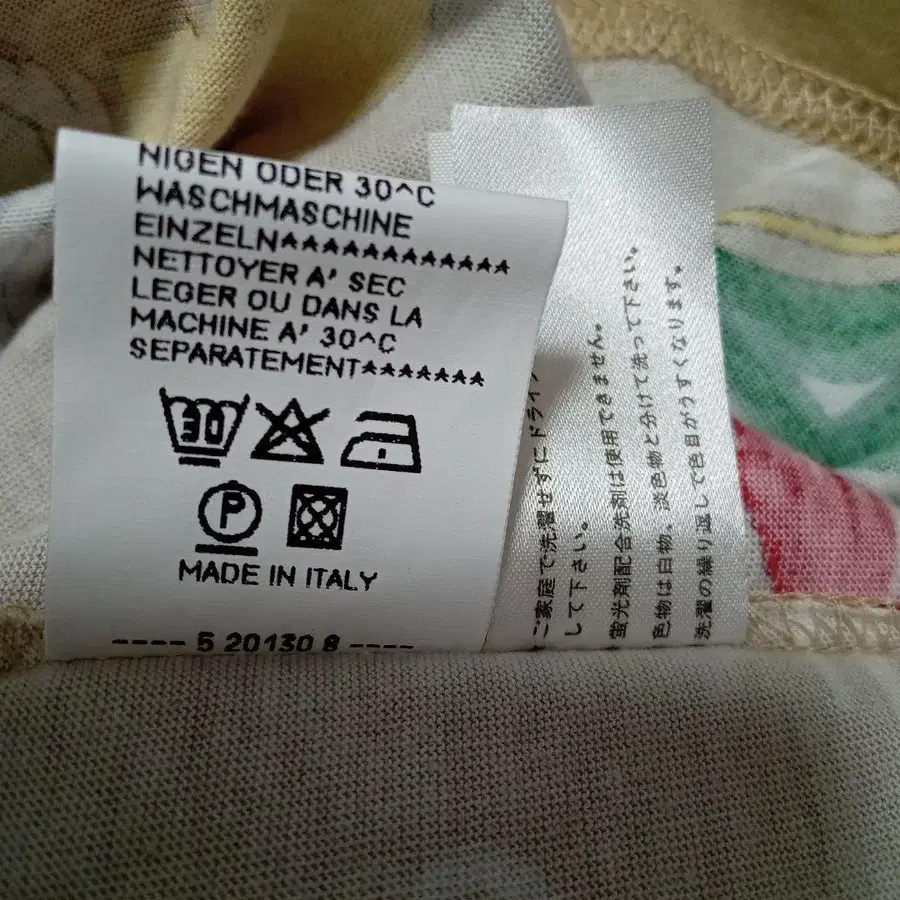 NIGEN ODER 30^C
WASCHMASCHINE
EINZELN************
NETTOYER A' SEC
LEGER OU DANS LA
MACHINE A' 30^C
SEPARATEMENT*******
30
P
MADE IN ITALY
---- 5 20130 8 ----
洗濯の繰り返しで色目がうすくなります。
色物は白物、淡色物と分けて洗って下さい。
蛍光剤配合洗剤は使用できません。
して下さい。
ご家庭で洗濯せずにドライ